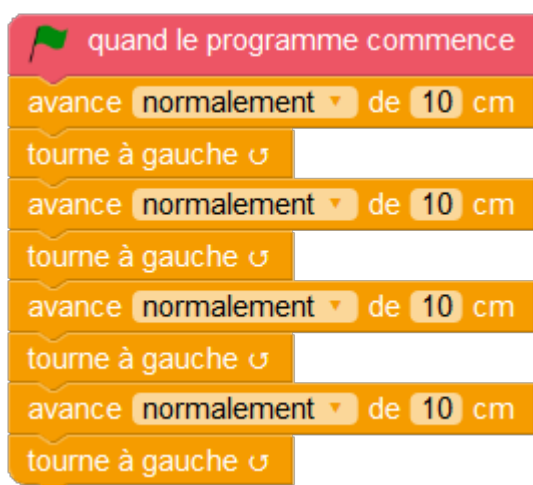 quand le programme commence
avance normalement de 10 cm
tourne à gauche ↺
avance normalement de 10 cm
tourne à gauche ↺
avance normalement de 10 cm
tourne à gauche ↺
avance normalement de 10 cm
tourne à gauche ↺